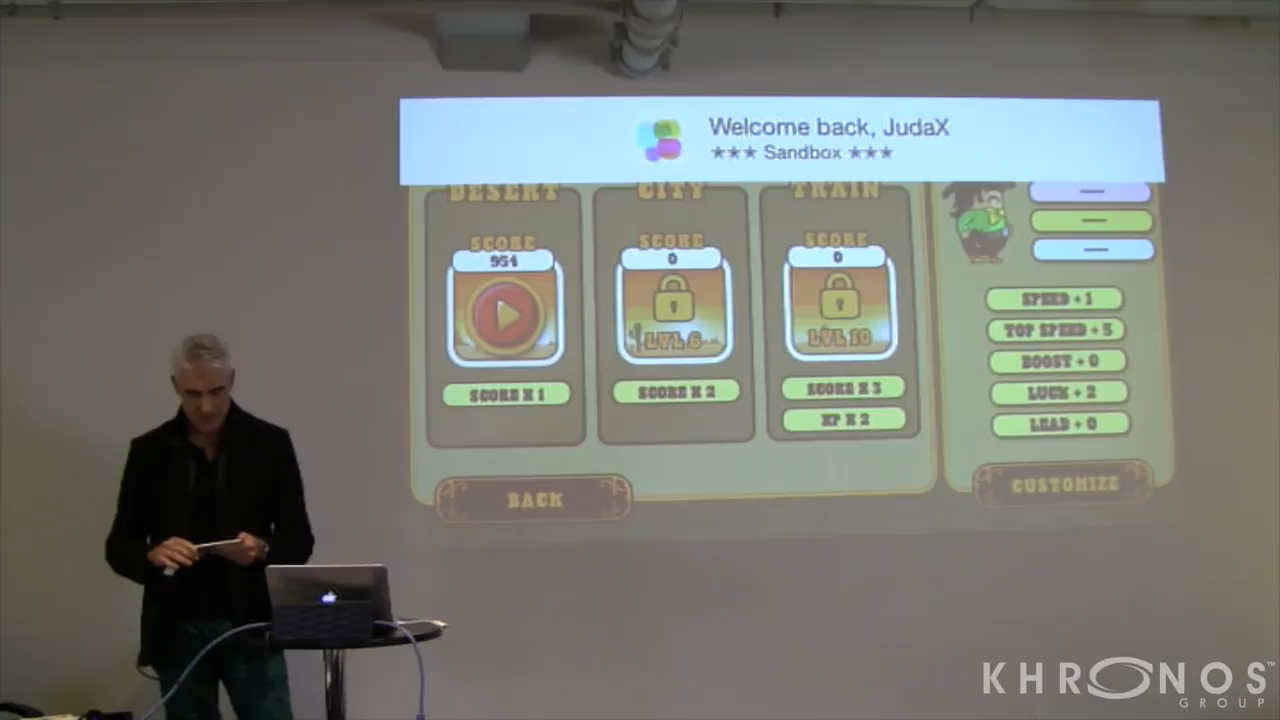 Welcome back, JudaX
★★★ Sandbox ★★★
DESERT
CITY
TRAIN
SCORE
SCORE
SCORE
954
0
0
LVL 6
LVL 10
SCORE X 1
SCORE X 2
SCORE X 3
XP X 2
SPEED + 1
TOP SPEED + 5
BOOST + 0
LUCK + 2
LEAD + 0
BACK
CUSTOMIZE
KHRONOS™
GROUP